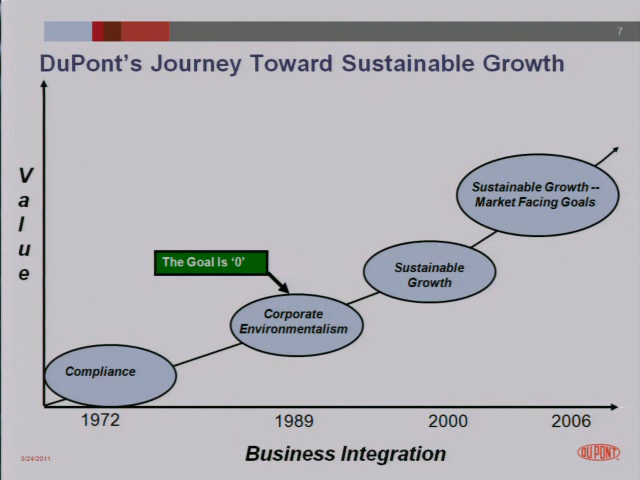 7
DuPont's Journey Toward Sustainable Growth
Value
Sustainable Growth --
Market Facing Goals
The Goal Is ‘0’
Sustainable
Growth
Corporate
Environmentalism
Compliance
1972 1989 2000 2006
Business Integration
3/24/2011
DUPONT